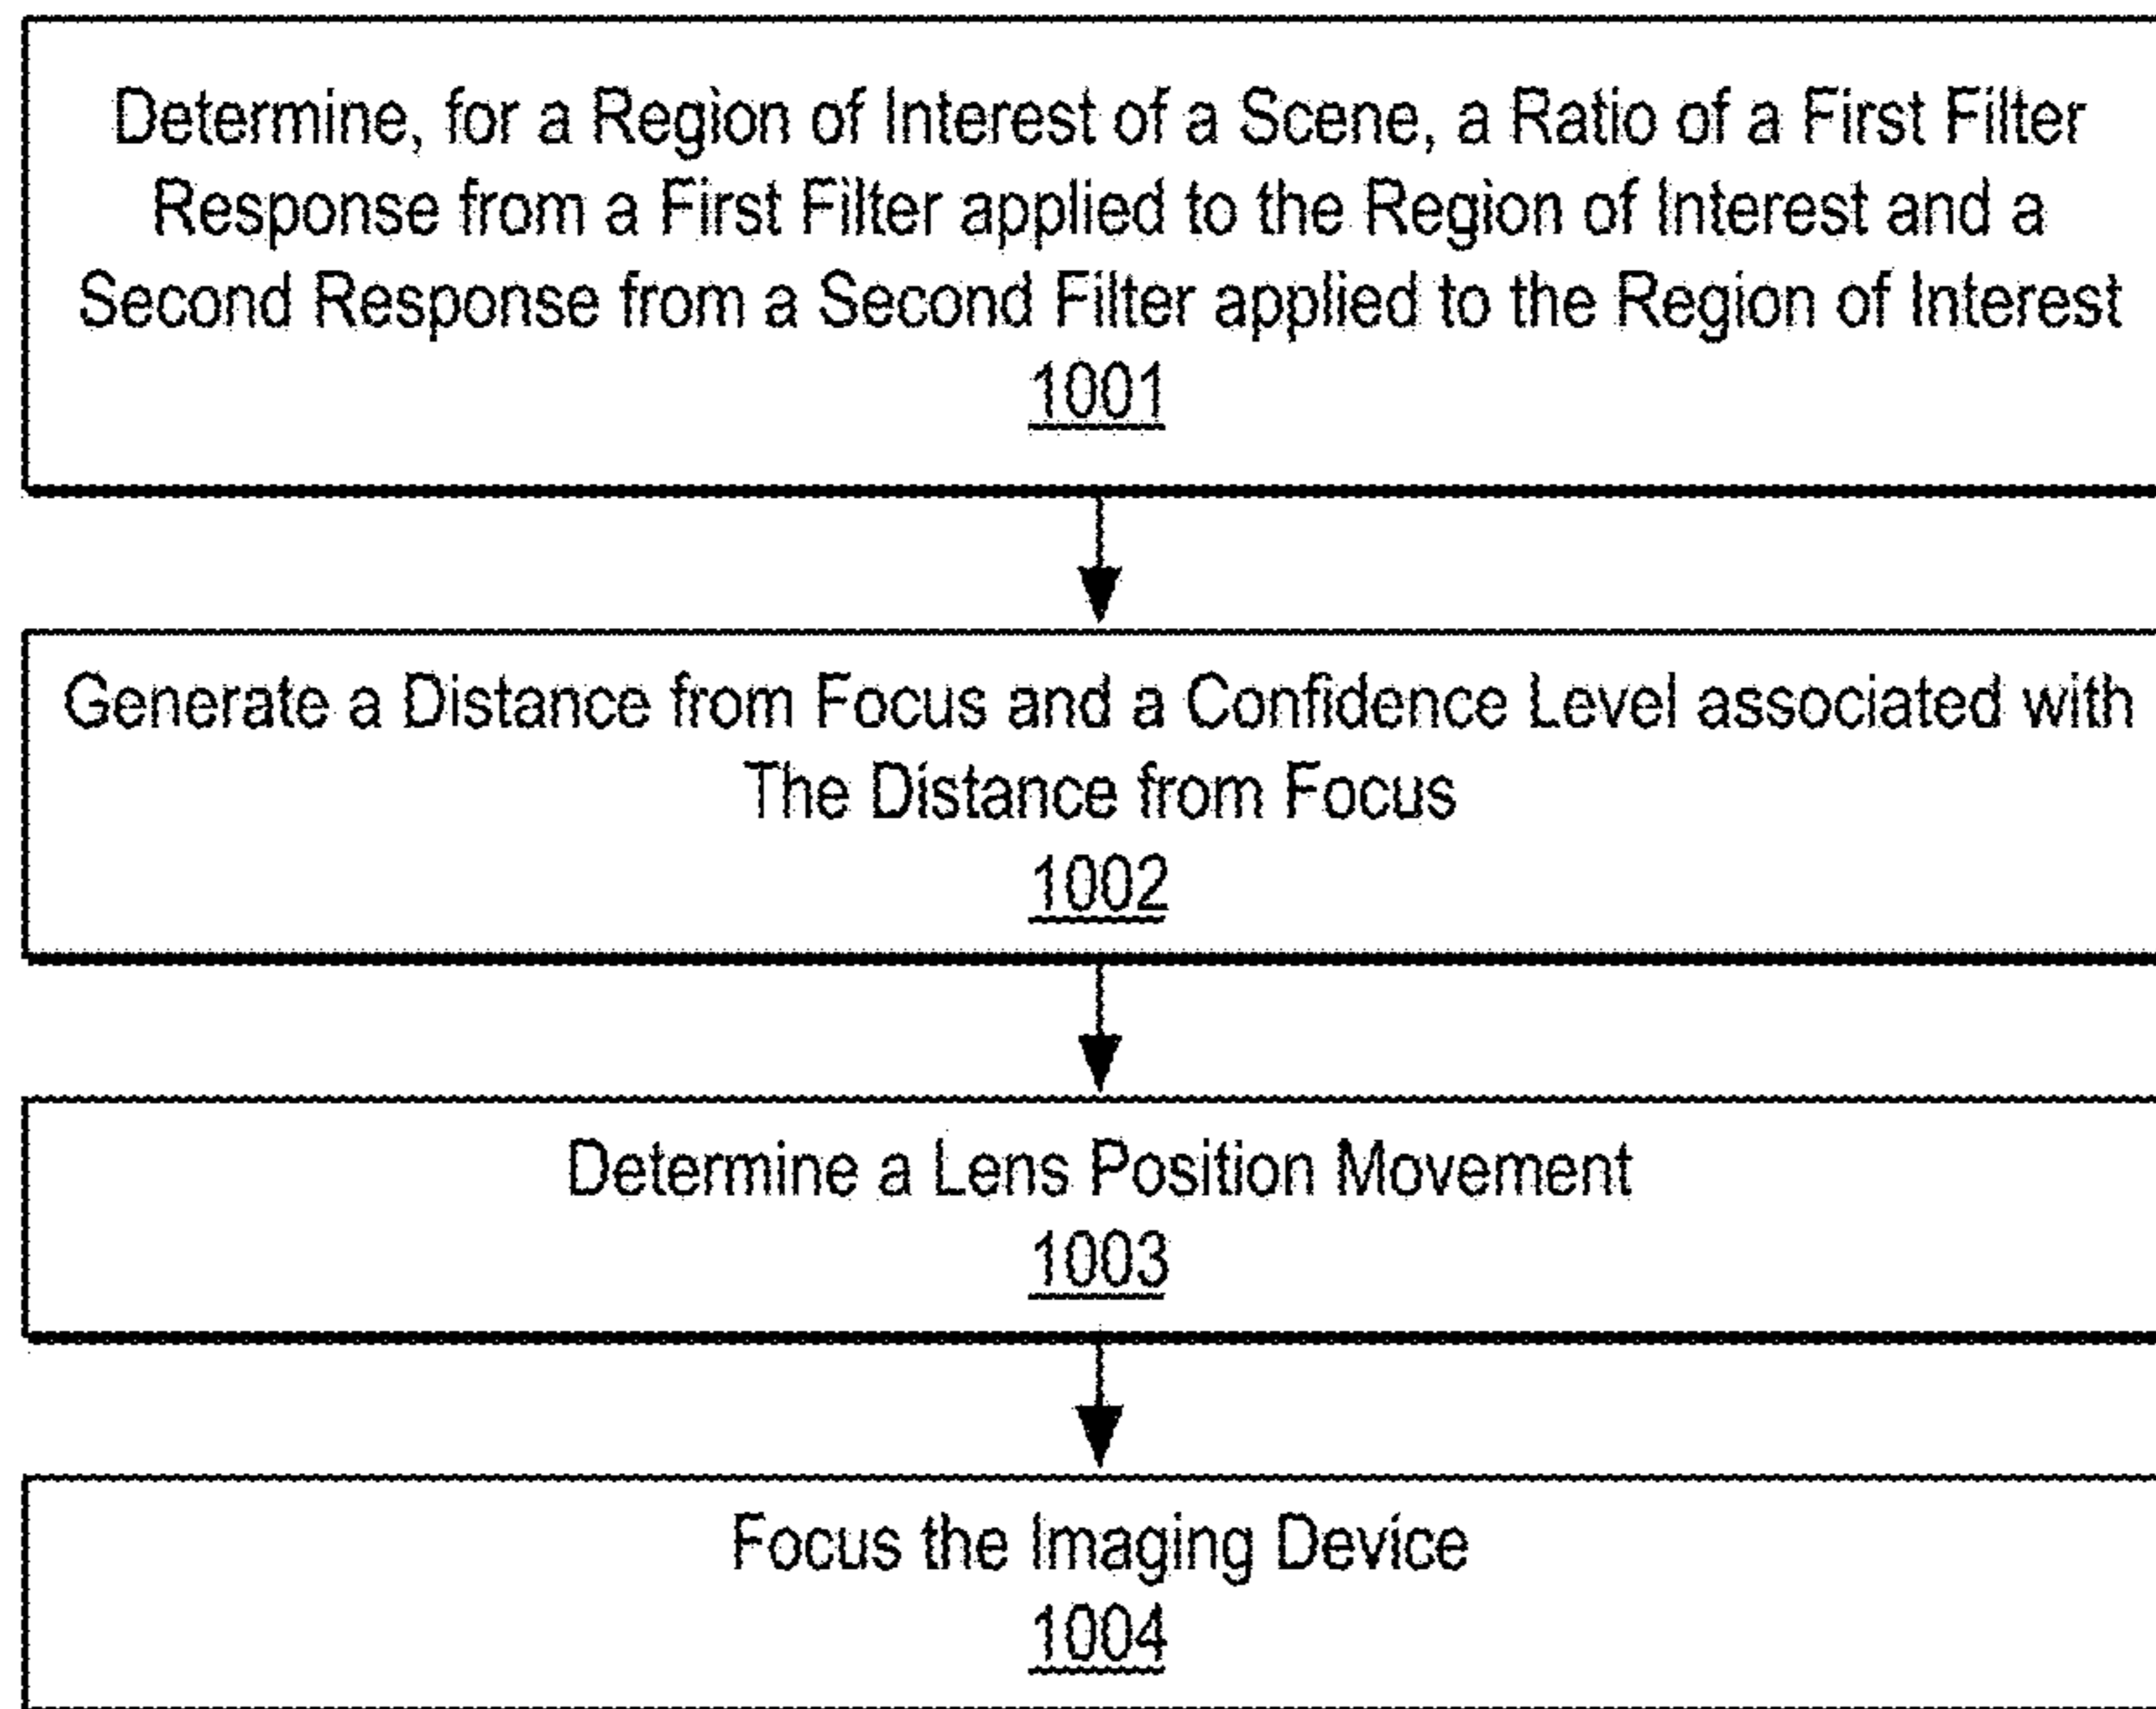 Determine, for a Region of Interest of a Scene, a Ratio of a First Filter
Response from a First Filter applied to the Region of Interest and a
Second Response from a Second Filter applied to the Region of Interest
1001
Generate a Distance from Focus and a Confidence Level associated with
The Distance from Focus
1002
Determine a Lens Position Movement
1003
Focus the Imaging Device
1004